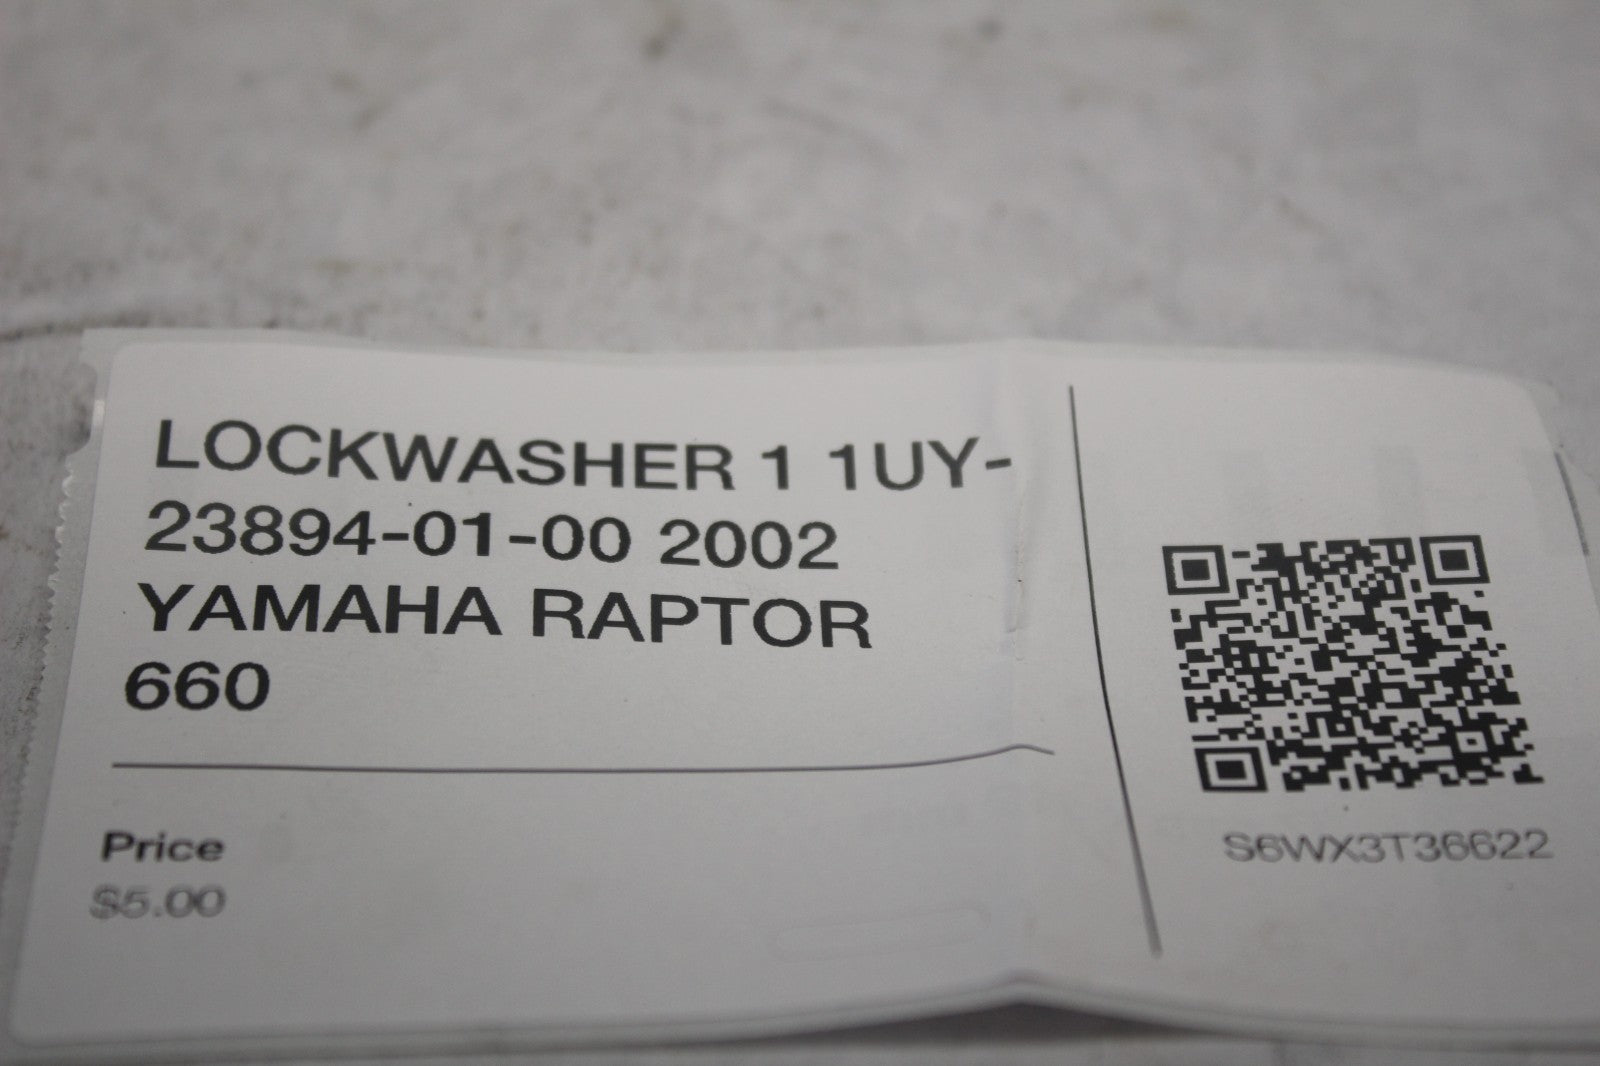 LOCKWASHER 1 1UY-
23894-01-00 2002
YAMAHA RAPTOR
660
Price
$5.00
S6WX3T36622